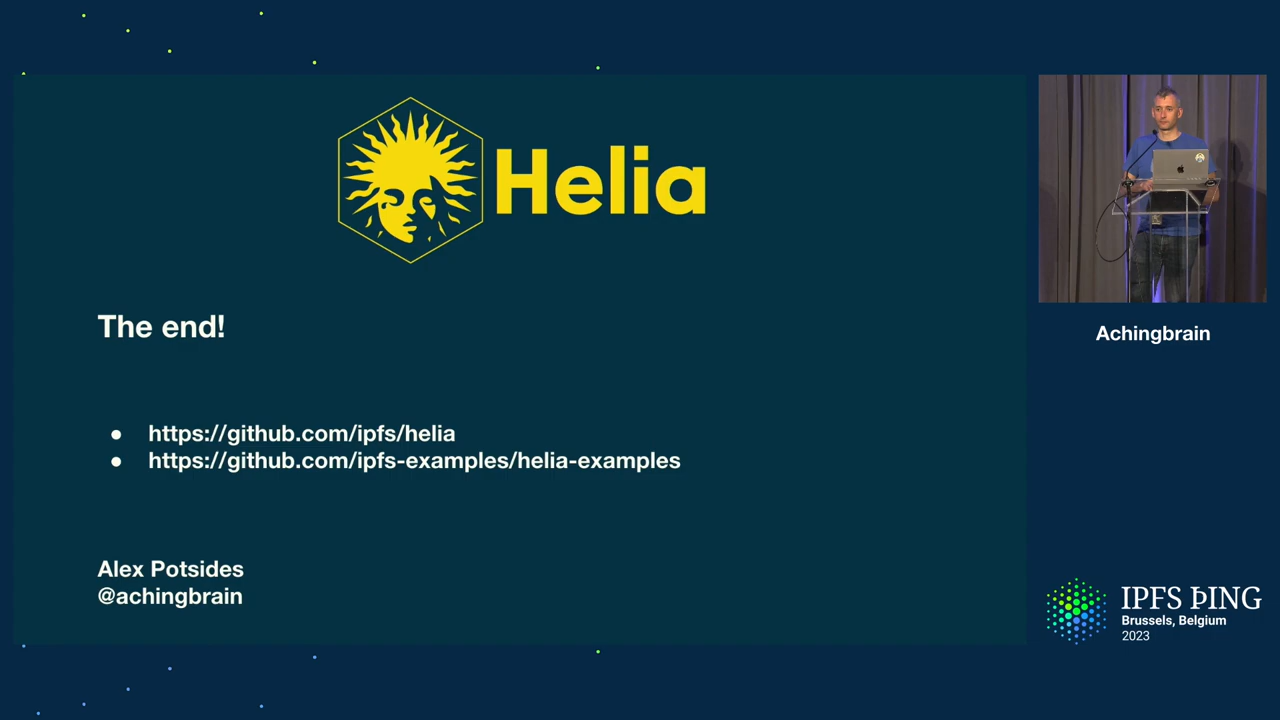 Helia
The end!
● https://github.com/ipfs/helia
● https://github.com/ipfs-examples/helia-examples
Alex Potsides
@achingbrain
Achingbrain
IPFS ÞING
Brussels, Belgium
2023